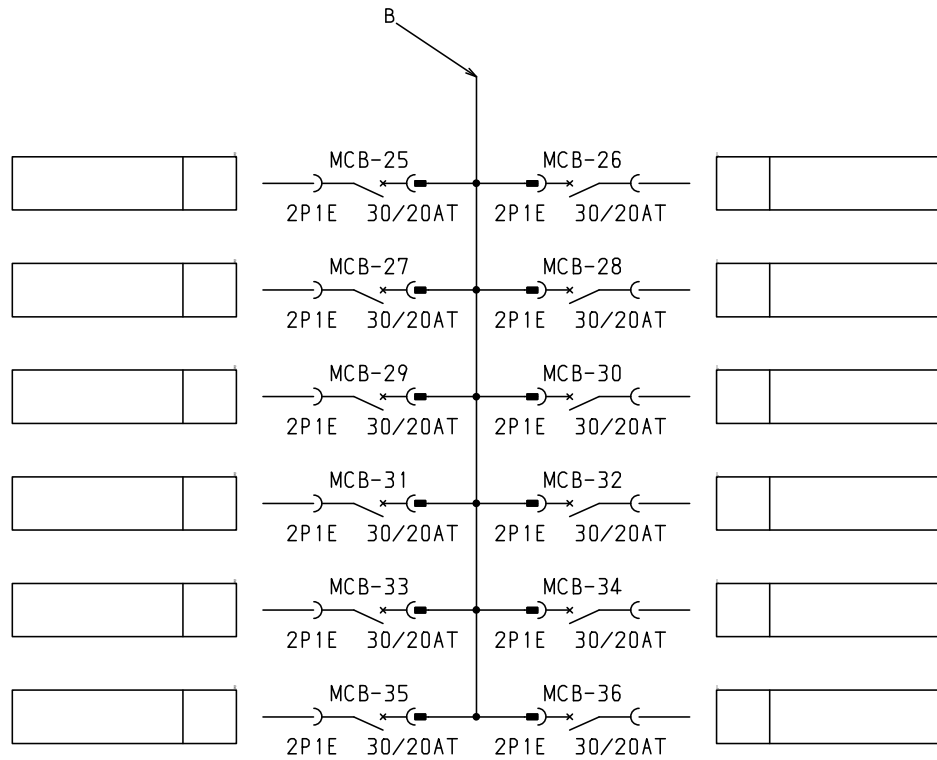 B
MCB-25 MCB-26
2P1E 30/20AT 2P1E 30/20AT
MCB-27 MCB-28
2P1E 30/20AT 2P1E 30/20AT
MCB-29 MCB-30
2P1E 30/20AT 2P1E 30/20AT
MCB-31 MCB-32
2P1E 30/20AT 2P1E 30/20AT
MCB-33 MCB-34
2P1E 30/20AT 2P1E 30/20AT
MCB-35 MCB-36
2P1E 30/20AT 2P1E 30/20AT